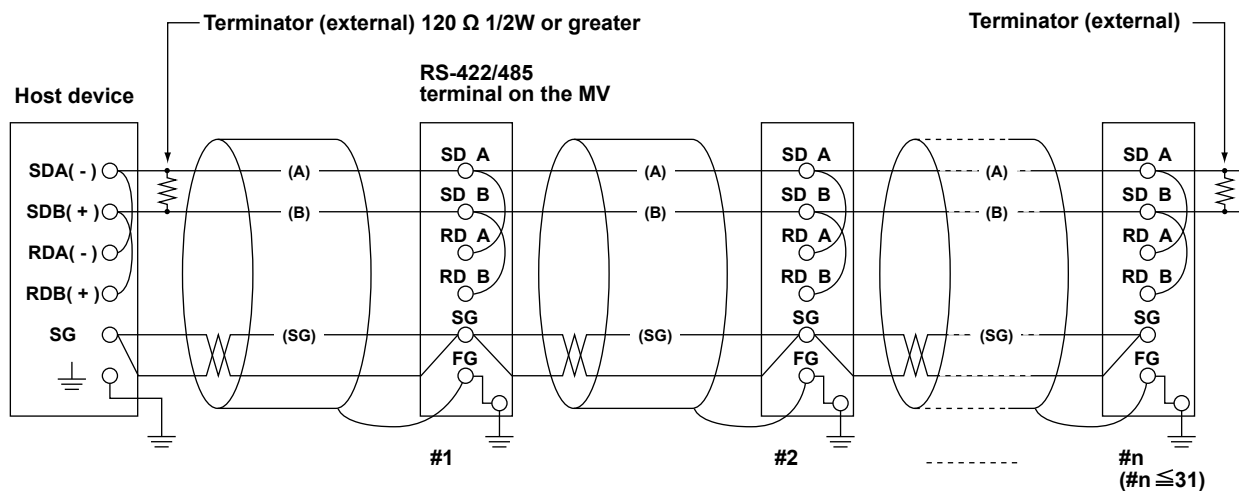 Terminator (external) 120 Ω 1/2W or greater
Terminator (external)
RS-422/485
terminal on the MV
Host device
SDA( - )
SDB( + )
RDA( - )
RDB( + )
SG
(A)
(B)
(SG)
SD A
SD B
RD A
RD B
SG
FG
#1
(A)
(B)
(SG)
SD A
SD B
RD A
RD B
SG
FG
#2
(A)
(B)
(SG)
SD A
SD B
RD A
RD B
SG
FG
#n
(#n ≦31)